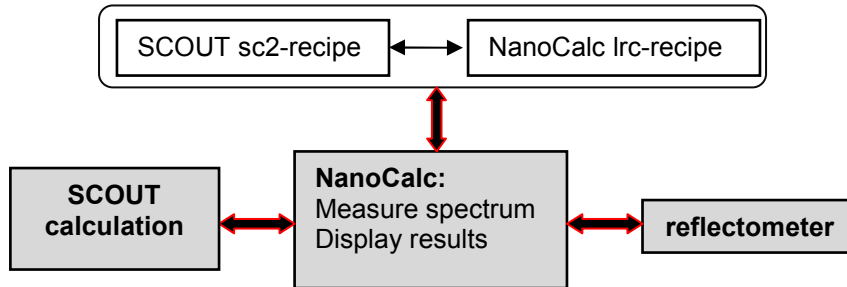 SCOUT sc2-recipe
NanoCalc lrc-recipe
SCOUT
calculation
NanoCalc:
Measure spectrum
Display results
reflectometer